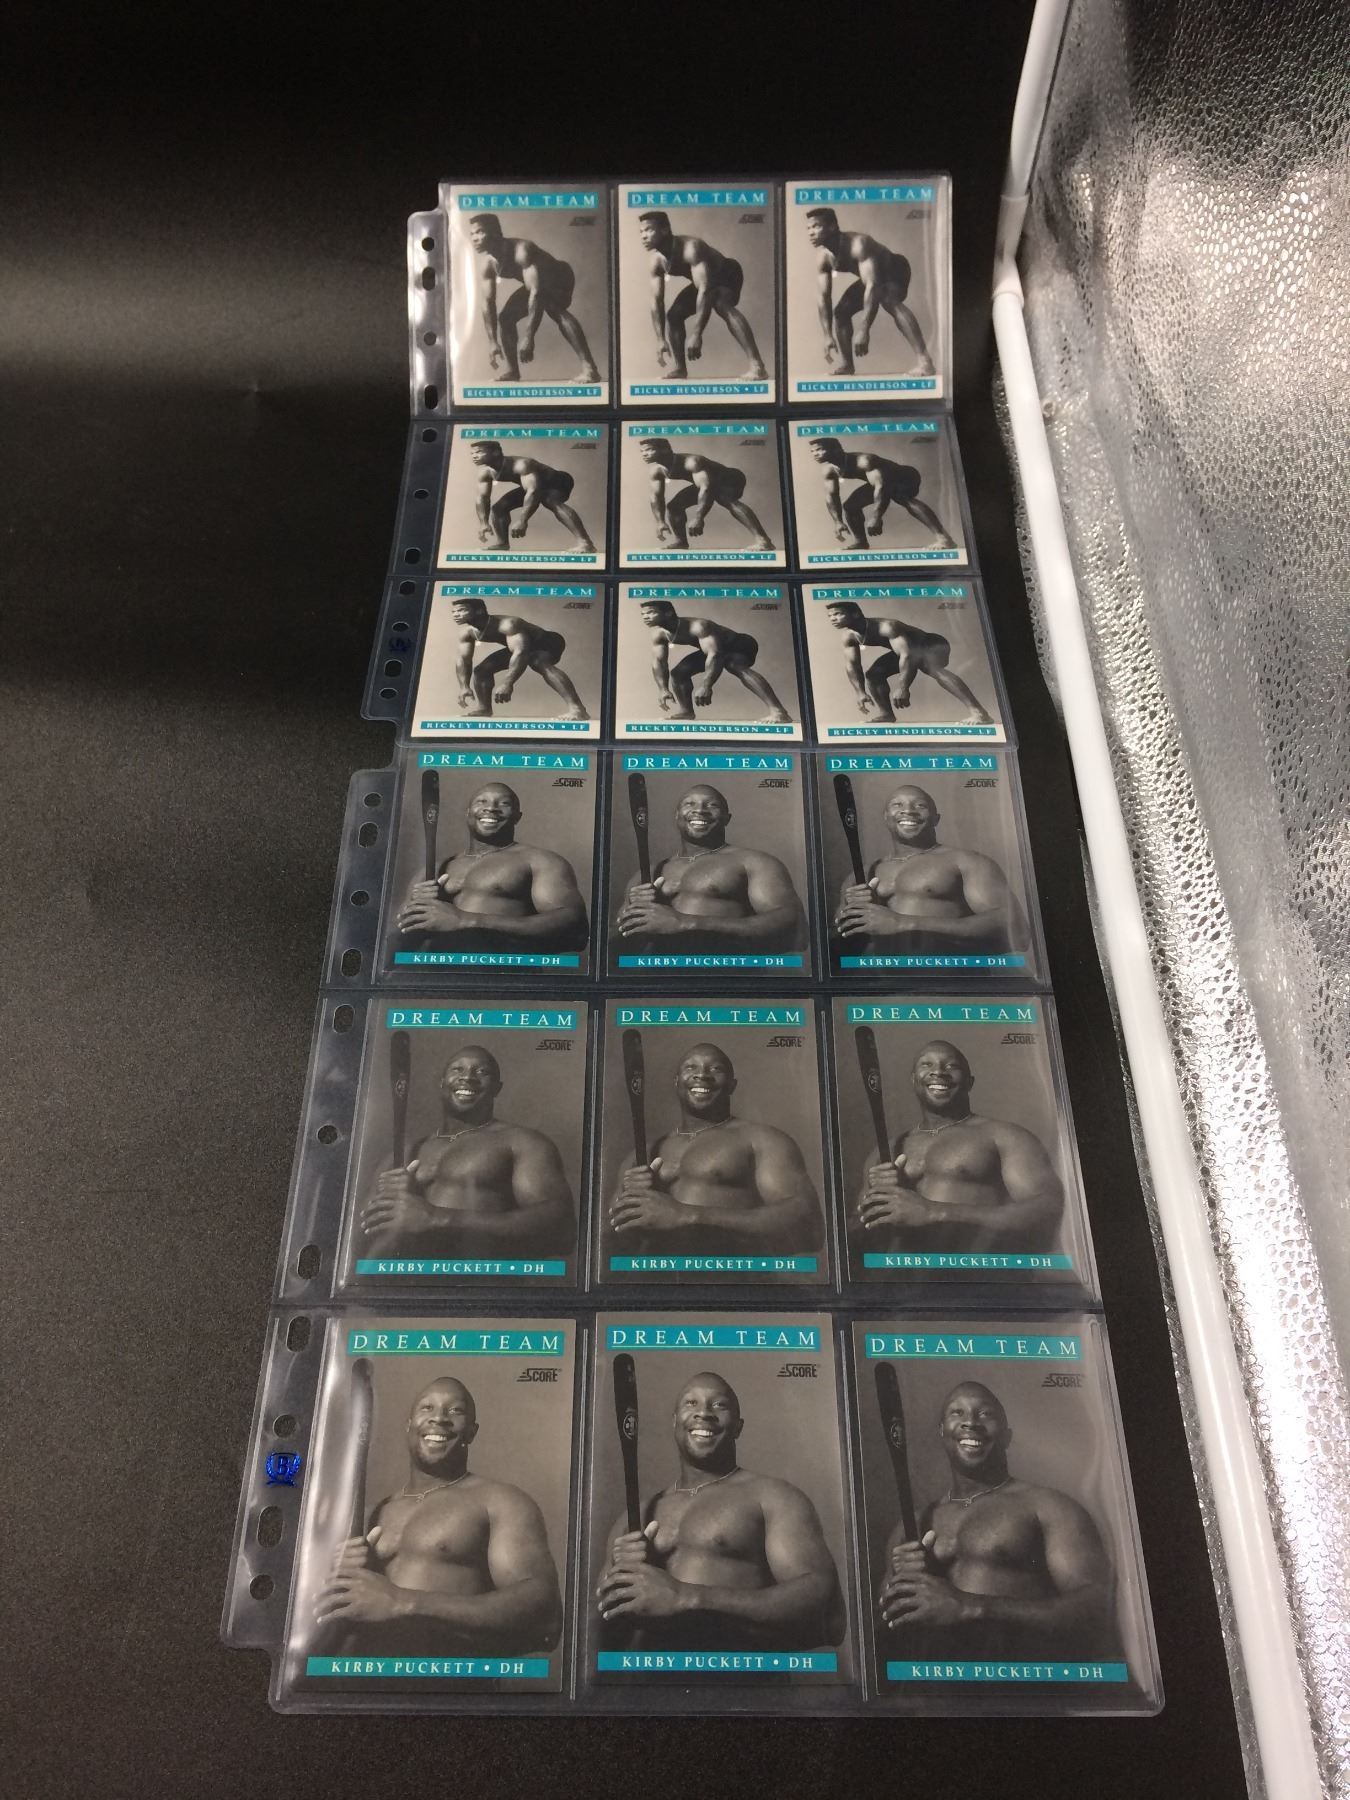 DREAM TEAM DREAM TEAM DREAM TEAM
SCORE SCORE SCORE
RICKEY HENDERSON • LF RICKEY HENDERSON • LF RICKEY HENDERSON • LF
DREAM TEAM DREAM TEAM DREAM TEAM
SCORE SCORE SCORE
RICKEY HENDERSON • LF RICKEY HENDERSON • LF RICKEY HENDERSON • LF
DREAM TEAM DREAM TEAM DREAM TEAM
SCORE SCORE SCORE
RICKEY HENDERSON • LF RICKEY HENDERSON • LF RICKEY HENDERSON • LF
DREAM TEAM DREAM TEAM DREAM TEAM
SCORE SCORE SCORE
KIRBY PUCKETT • DH KIRBY PUCKETT • DH KIRBY PUCKETT • DH
DREAM TEAM DREAM TEAM DREAM TEAM
SCORE SCORE SCORE
KIRBY PUCKETT • DH KIRBY PUCKETT • DH KIRBY PUCKETT • DH
DREAM TEAM DREAM TEAM DREAM TEAM
SCORE SCORE SCORE
B
KIRBY PUCKETT • DH KIRBY PUCKETT • DH KIRBY PUCKETT • DH